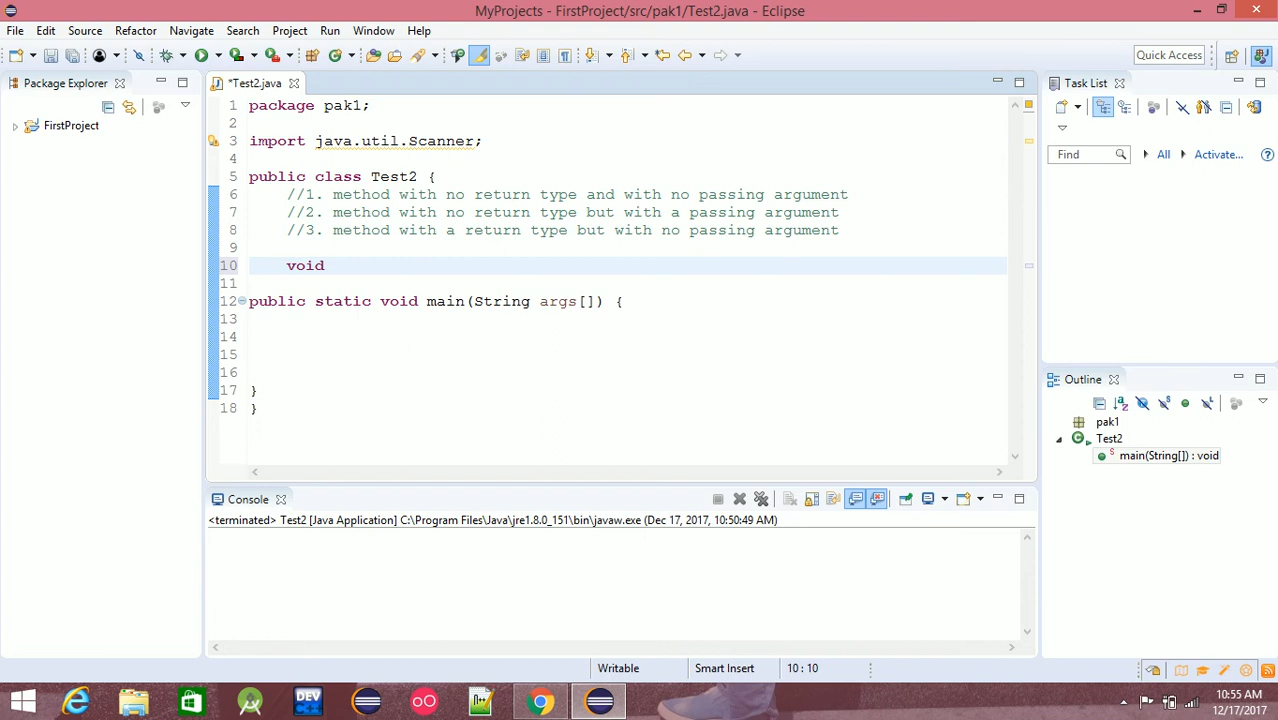 MyProjects - FirstProject/src/pak1/Test2.java - Eclipse
File Edit Source Refactor Navigate Search Project Run Window Help
Quick Access
Package Explorer
FirstProject
*Test2.java
1 package pak1;
2
3 import java.util.Scanner;
4
5 public class Test2 {
6 //1. method with no return type and with no passing argument
7 //2. method with no return type but with a passing argument
8 //3. method with a return type but with no passing argument
9
10 void
11
12 public static void main(String args[]) {
13
14
15
16
17 }
18 }
Task List
Find All Activate...
Outline
pak1
Test2
main(String[]) : void
Console
<terminated> Test2 [Java Application] C:\Program Files\Java\jre1.8.0_151\bin\javaw.exe (Dec 17, 2017, 10:50:49 AM)
Writable Smart Insert 10 : 10
DEV
10:55 AM
12/17/2017